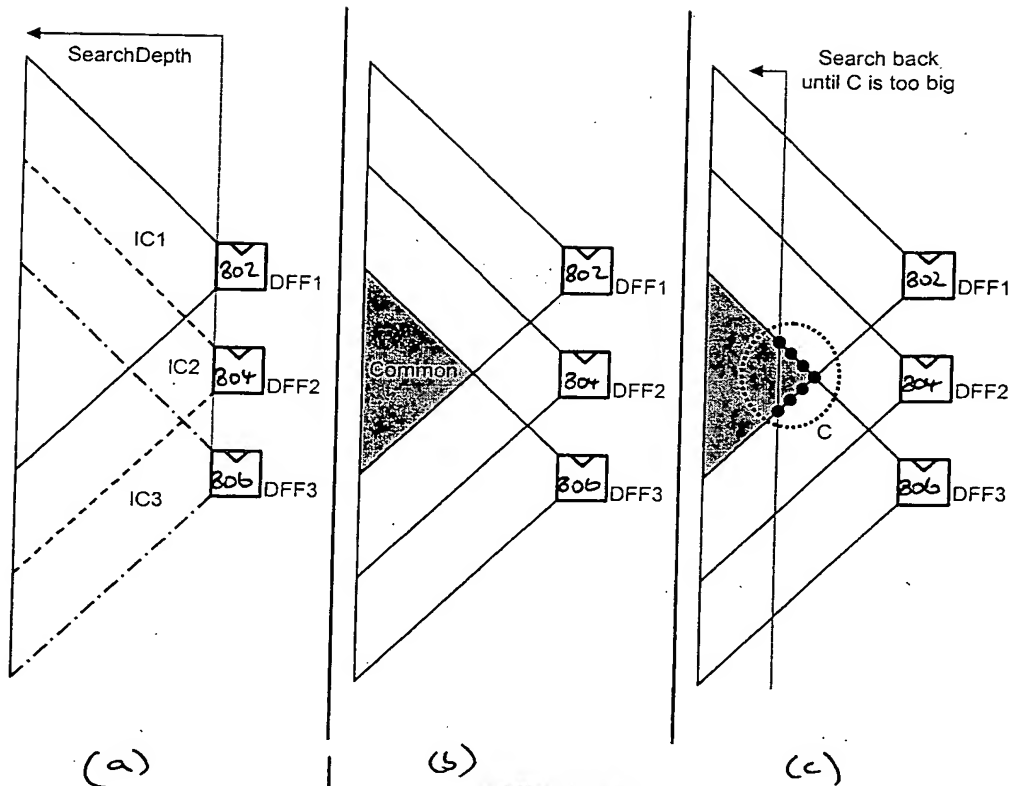 SearchDepth
IC1
802
DFF1
IC2
804
DFF2
IC3
806
DFF3
(a)
802
DFF1
Common
804
DFF2
806
DFF3
(b)
Search back
until C is too big
802
DFF1
804
C
DFF2
806
DFF3
(c)